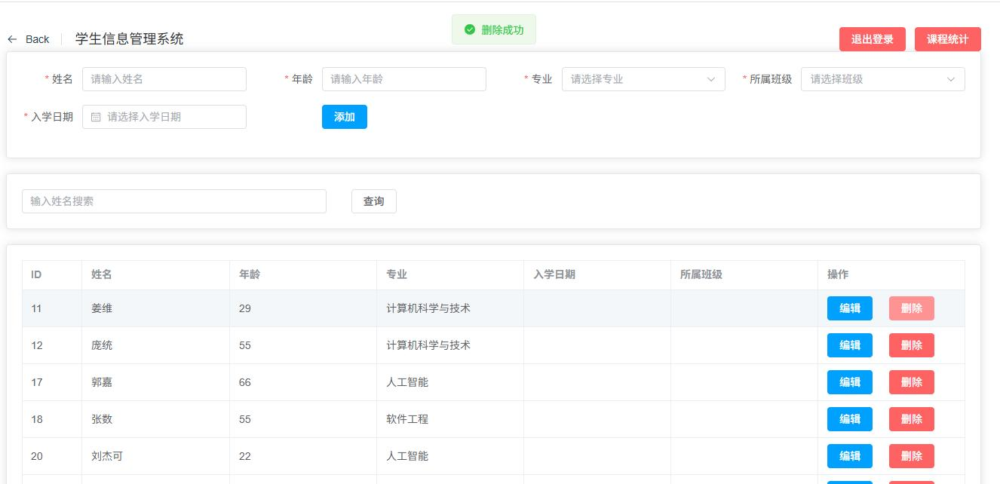 删除成功
Back 学生信息管理系统 退出登录 课程统计
* 姓名 请输入姓名 * 年龄 请输入年龄 * 专业 请选择专业 * 所属班级 请选择班级
* 入学日期 请选择入学日期 添加
输入姓名搜索 查询
ID 姓名 年龄 专业 入学日期 所属班级 操作
11 姜维 29 计算机科学与技术 编辑 删除
12 庞统 55 计算机科学与技术 编辑 删除
17 郭嘉 66 人工智能 编辑 删除
18 张数 55 软件工程 编辑 删除
20 刘杰可 22 人工智能 编辑 删除